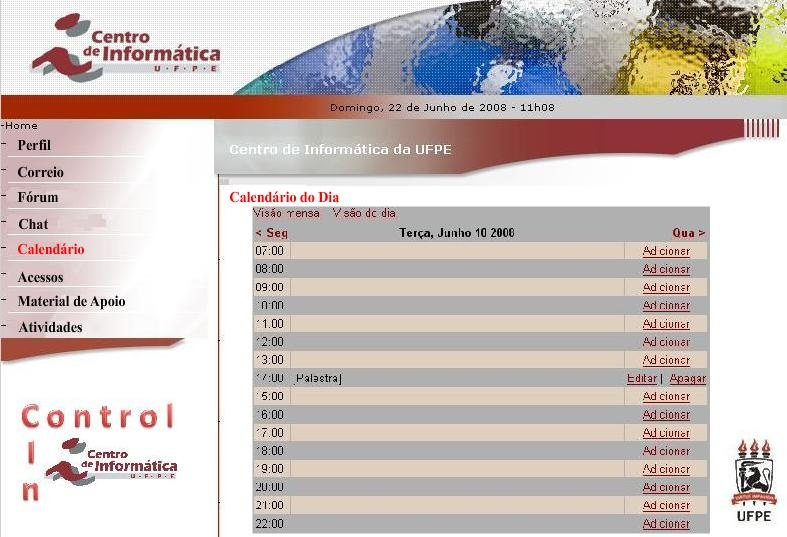 Centro
de Informática
U · F · P · E
Domingo, 22 de Junho de 2008 - 11h08
-Home
Perfil
Correio
Fórum
Chat
Calendário
Acessos
Material de Apoio
Atividades
Control
In
Centro
de Informática
U · F · P · E
Centro de Informática da UFPE
Calendário do Dia
Visão mensal Visão do dia
< Seg Terça, Junho 10 2008 Qua >
07:00 Adicionar
08:00 Adicionar
09:00 Adicionar
10:00 Adicionar
11:00 Adicionar
12:00 Adicionar
13:00 Adicionar
14:00 [Palestra] Editar | Apagar
15:00 Adicionar
16:00 Adicionar
17:00 Adicionar
18:00 Adicionar
19:00 Adicionar
20:00 Adicionar
21:00 Adicionar
22:00 Adicionar
UFPE